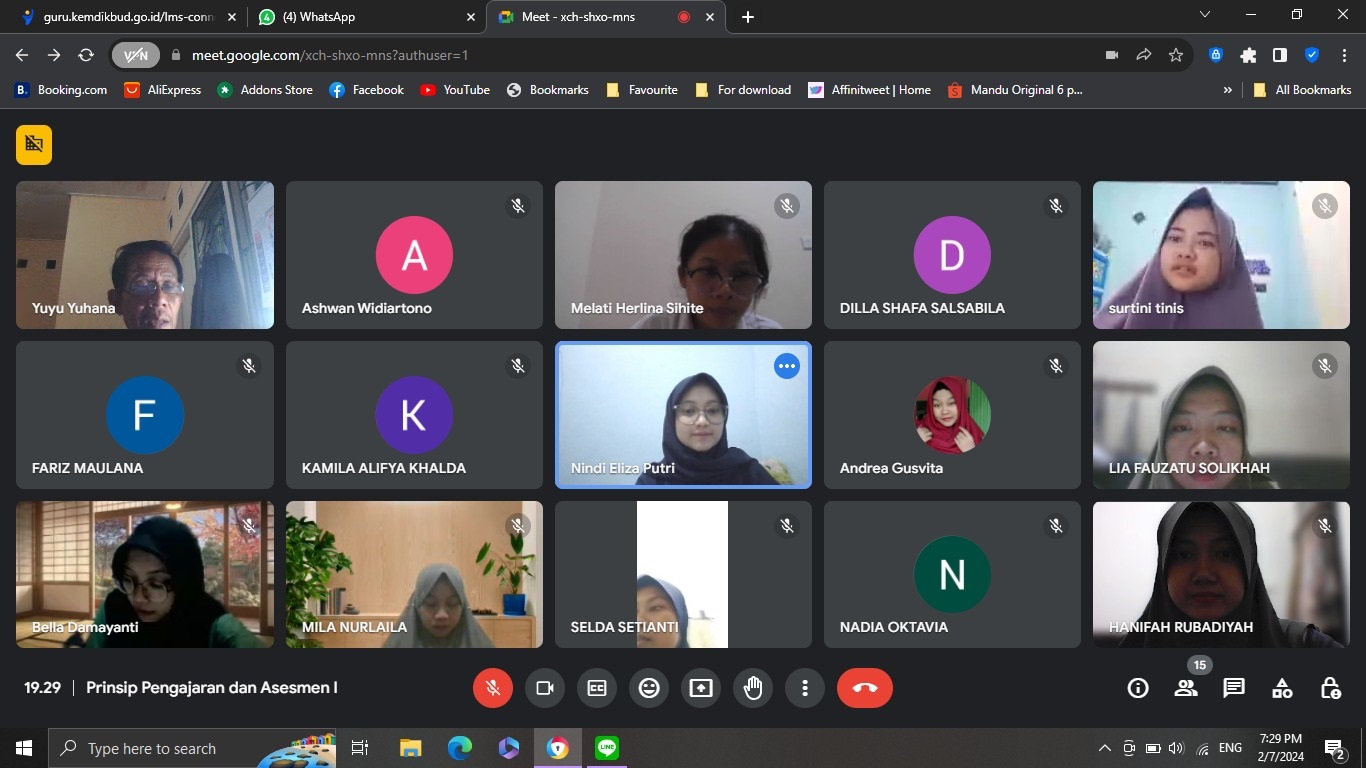 guru.kemdikbud.go.id/lms-conn
(4) WhatsApp
Meet - xch-shxo-mns
VPN
meet.google.com/xch-shxo-mns?authuser=1
B. Booking.com
AliExpress
Addons Store
Facebook
YouTube
Bookmarks
Favourite
For download
Affinitweet | Home
Mandu Original 6 p...
»
All Bookmarks
Yuyu Yuhana
A
Ashwan Widiartono
Melati Herlina Sihite
D
DILLA SHAFA SALSABILA
surtini tinis
F
FARIZ MAULANA
K
KAMILA ALIFYA KHALDA
Nindi Eliza Putri
Andrea Gusvita
LIA FAUZATU SOLIKHAH
Bella Damayanti
MILA NURLAILA
SELDA SETIANTI
N
NADIA OKTAVIA
HANIFAH RUBADIYAH
19.29 | Prinsip Pengajaran dan Asesmen I
CC
15
Type here to search
LINE
ENG
7:29 PM
2/7/2024
2